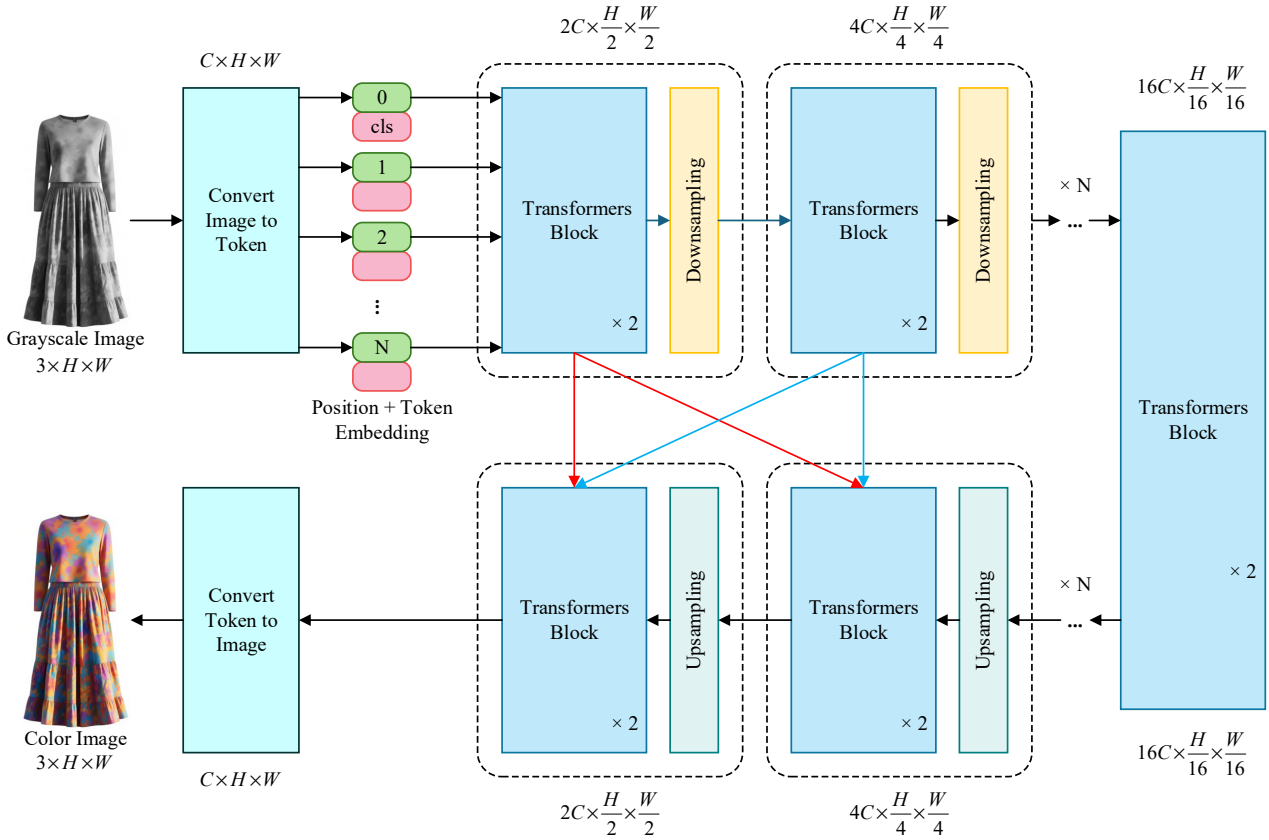 2C×H/2×W/2
4C×H/4×W/4
C×H×W
16C×H/16×W/16
0
cls
1
2
⋮
N
Convert
Image to
Token
Transformers
Block
× 2
Downsampling
Transformers
Block
× 2
Downsampling
× N
...
Grayscale Image
3×H×W
Position + Token
Embedding
Transformers
Block
× 2
Convert
Token to
Image
Transformers
Block
× 2
Upsampling
Transformers
Block
× 2
Upsampling
× N
...
Color Image
3×H×W
C×H×W
2C×H/2×W/2
4C×H/4×W/4
16C×H/16×W/16